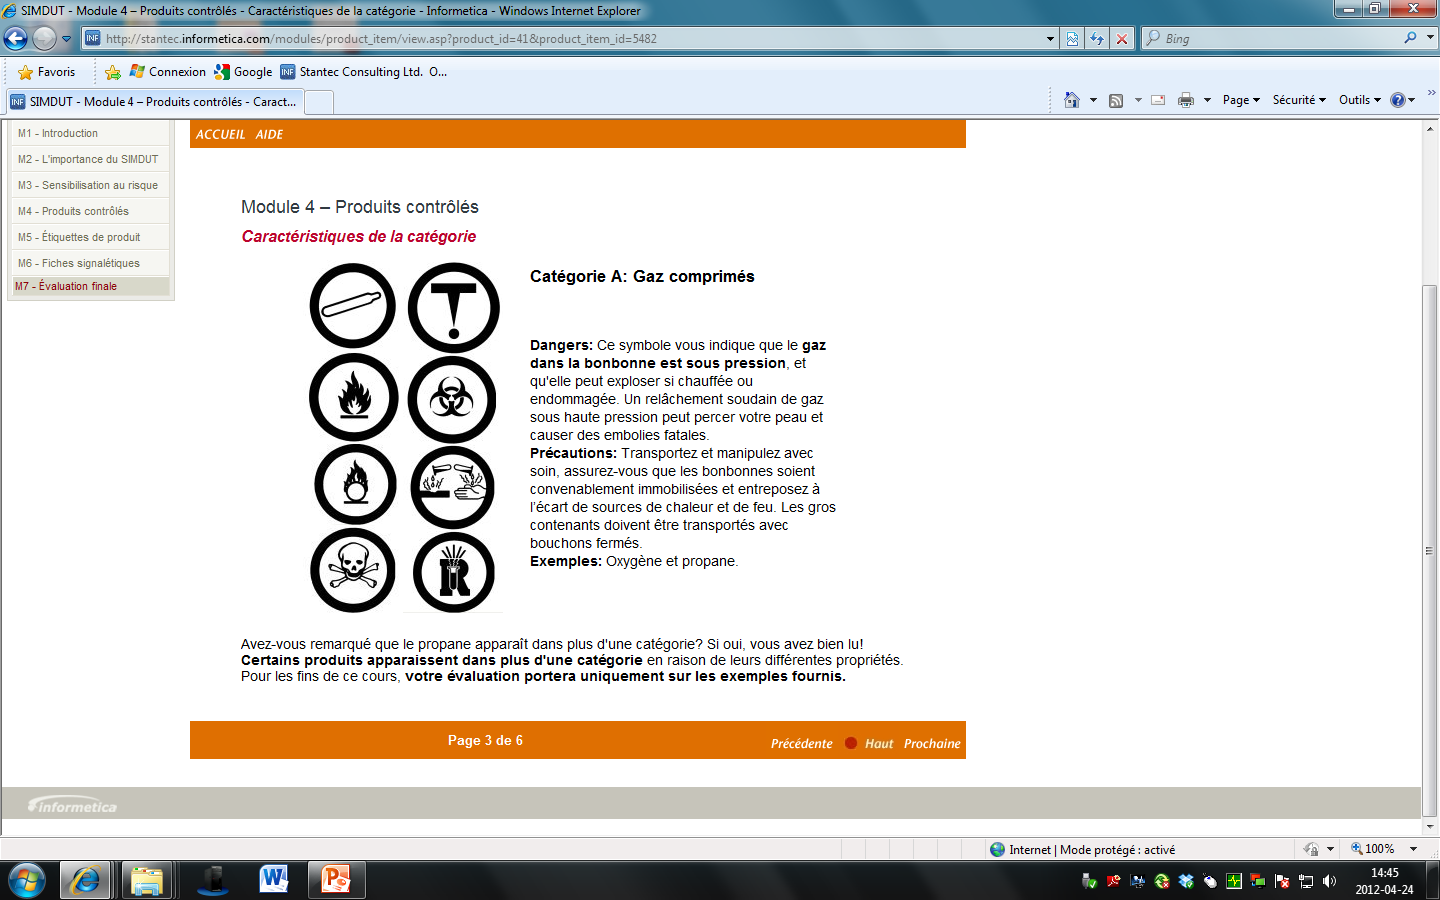 SIMDUT - Module 4 – Produits contrôlés - Caractéristiques de la catégorie - Informetica - Windows Internet Explorer
http://stantec.informetica.com/modules/product_item/view.asp?product_id=41&product_item_id=5482
Bing
Favoris
Connexion
Google
Stantec Consulting Ltd. O...
SIMDUT - Module 4 – Produits contrôlés - Caract...
Page
Sécurité
Outils
M1 - Introduction
M2 - L'importance du SIMDUT
M3 - Sensibilisation au risque
M4 - Produits contrôlés
M5 - Étiquettes de produit
M6 - Fiches signalétiques
M7 - Évaluation finale
ACCUEIL AIDE
Module 4 – Produits contrôlés
Caractéristiques de la catégorie
Catégorie A: Gaz comprimés
Dangers: Ce symbole vous indique que le gaz
dans la bonbonne est sous pression, et
qu'elle peut exploser si chauffée ou
endommagée. Un relâchement soudain de gaz
sous haute pression peut percer votre peau et
causer des embolies fatales.
Précautions: Transportez et manipulez avec
soin, assurez-vous que les bonbonnes soient
convenablement immobilisées et entreposez à
l'écart de sources de chaleur et de feu. Les gros
contenants doivent être transportés avec
bouchons fermés.
Exemples: Oxygène et propane.
R
Avez-vous remarqué que le propane apparaît dans plus d'une catégorie? Si oui, vous avez bien lu!
Certains produits apparaissent dans plus d'une catégorie en raison de leurs différentes propriétés.
Pour les fins de ce cours, votre évaluation portera uniquement sur les exemples fournis.
Page 3 de 6
Précédente Haut Prochaine
informetica
Internet | Mode protégé : activé
100%
14:45
2012-04-24